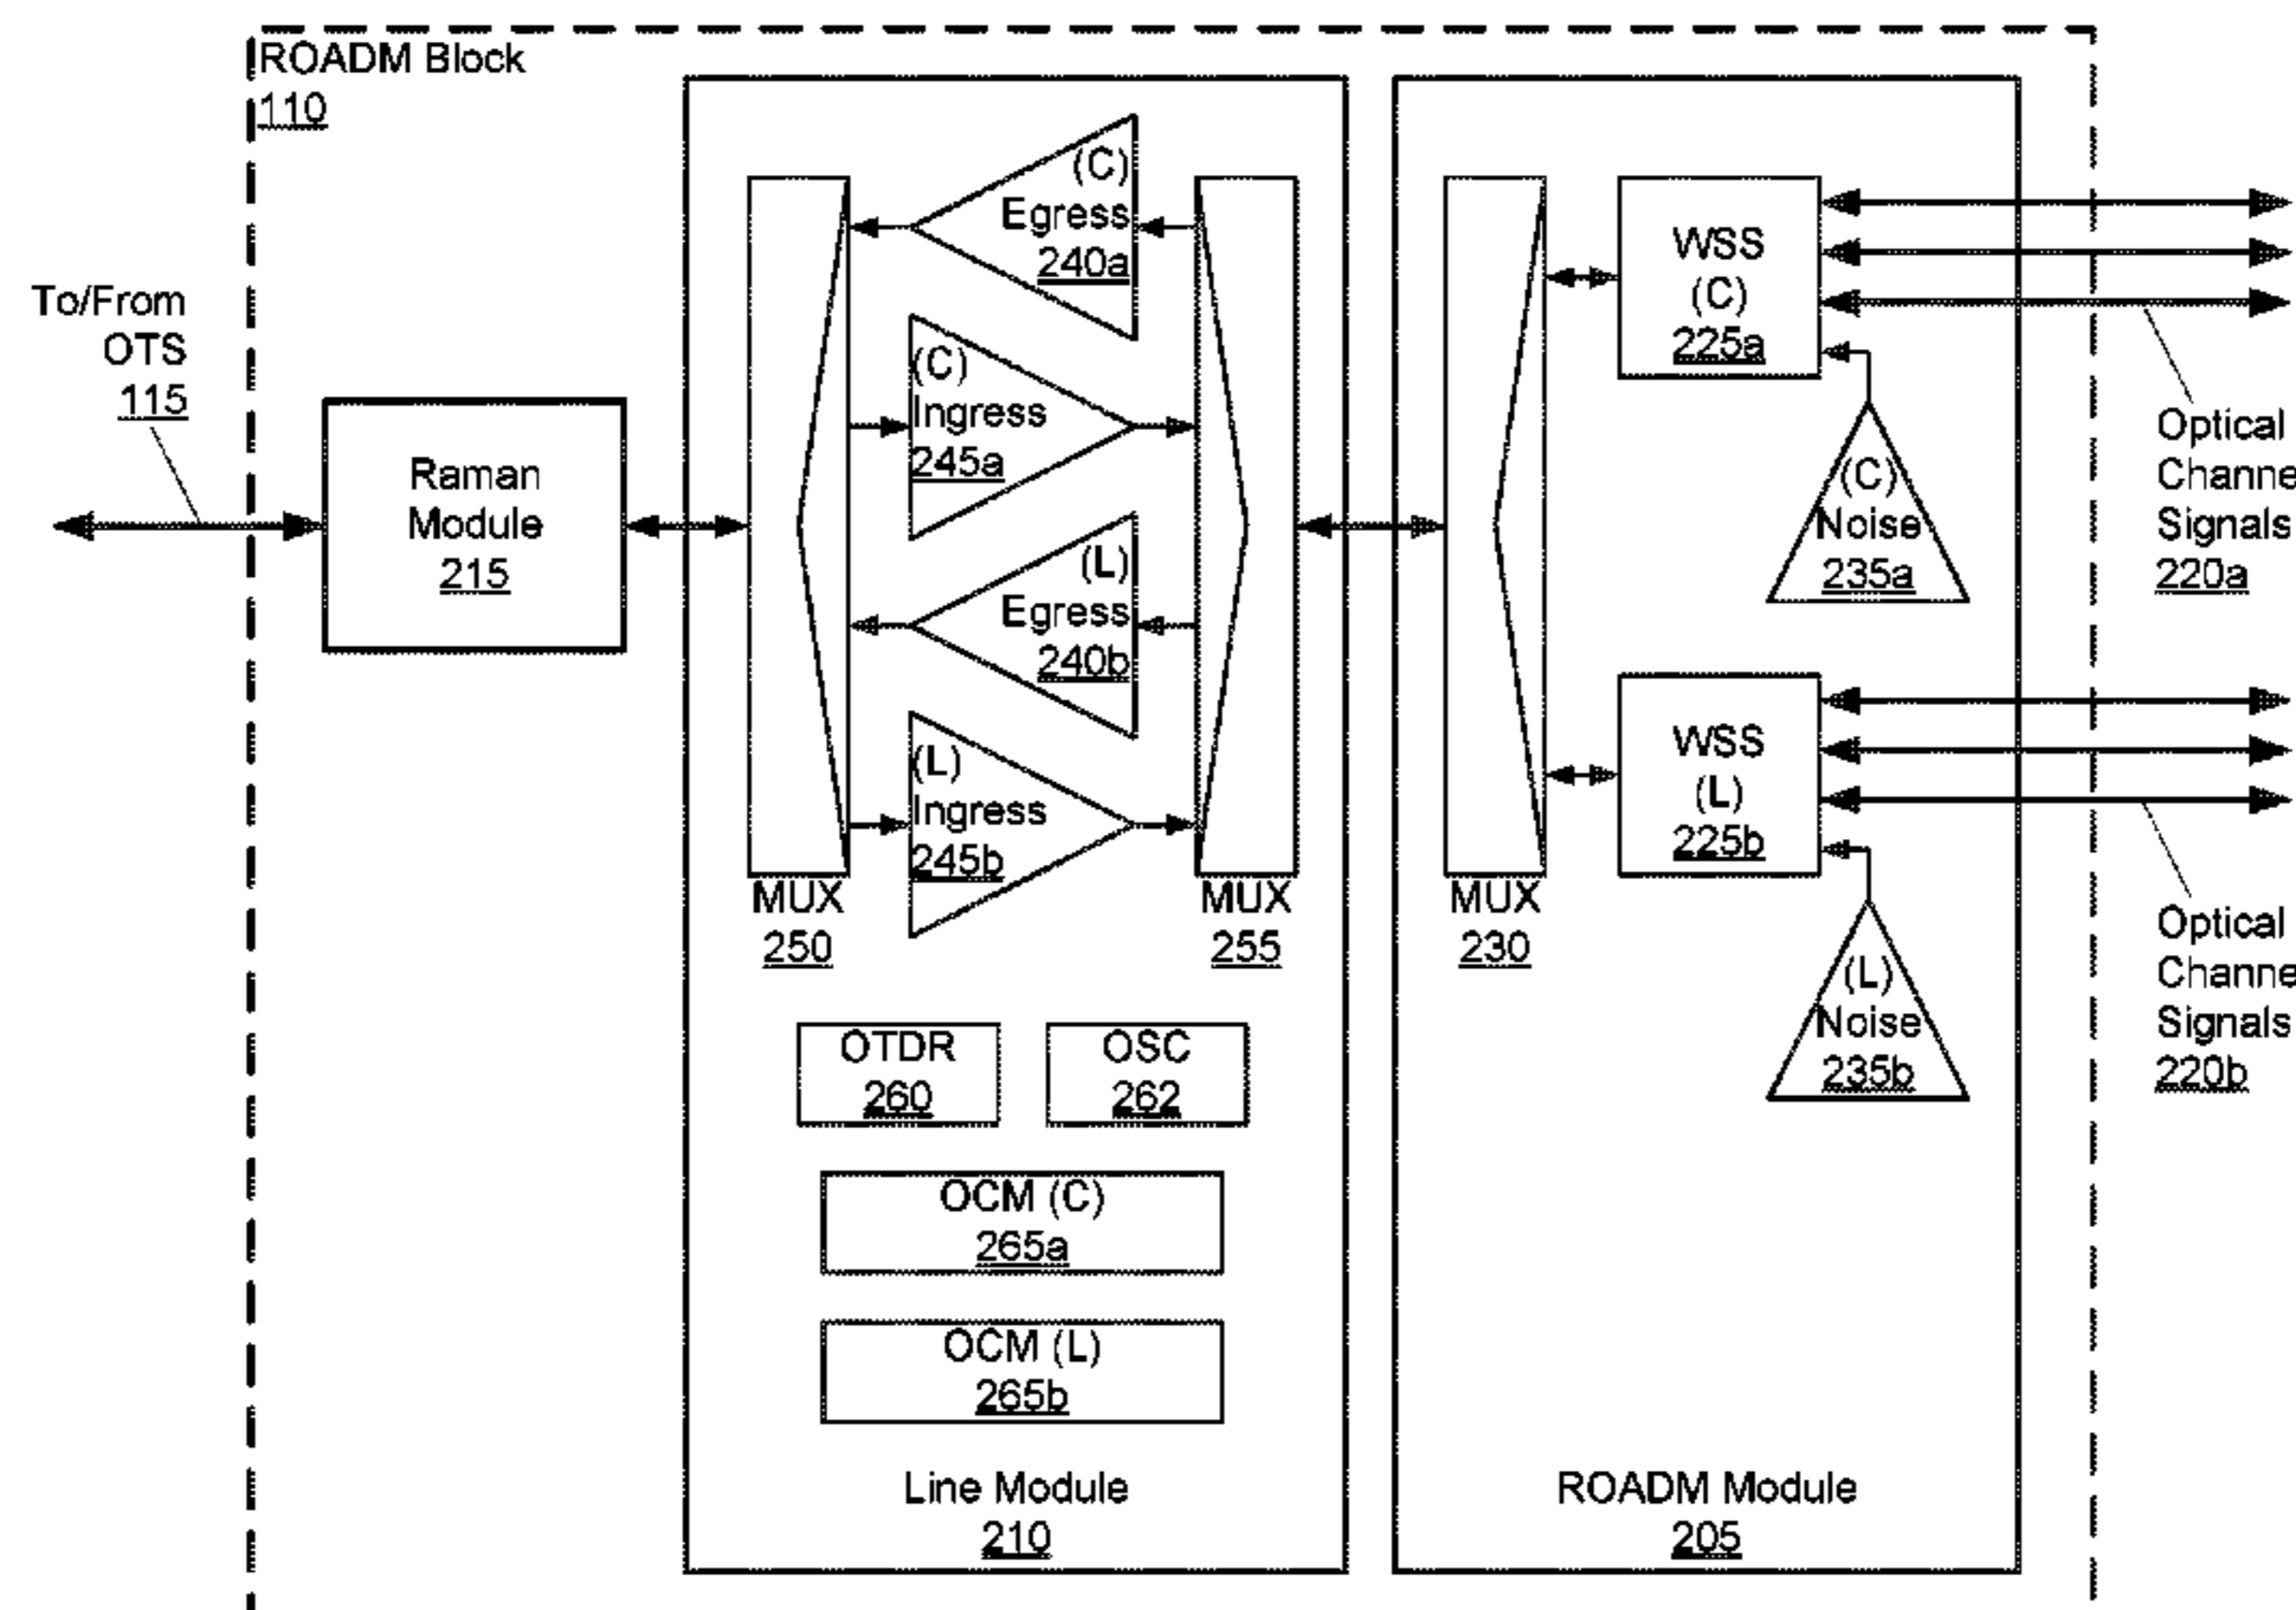 ROADM Block
110
To/From
OTS
115
Raman
Module
215
(C)
Egress
240a
(C)
Ingress
245a
(L)
Egress
240b
(L)
Ingress
245b
MUX
250
MUX
255
OTDR
260
OSC
262
OCM (C)
265a
OCM (L)
265b
Line Module
210
MUX
230
WSS
(C)
225a
(C)
Noise
235a
WSS
(L)
225b
(L)
Noise
235b
ROADM Module
205
Optical
Channe
Signals
220a
Optical
Channe
Signals
220b